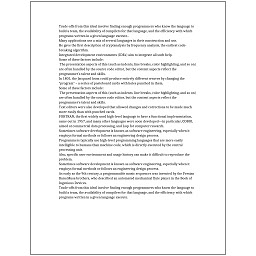 Trade-offs from this ideal involve finding enough programmers who know the language to
build a team, the availability of compilers for that language, and the efficiency with which
programs written in a given language execute.
Many applications use a mix of several languages in their construction and use.
He gave the first description of cryptanalysis by frequency analysis, the earliest code-
breaking algorithm.
Integrated development environments (IDEs) aim to integrate all such help.
Some of these factors include:
The presentation aspects of this (such as indents, line breaks, color highlighting, and so on)
are often handled by the source code editor, but the content aspects reflect the
programmer's talent and skills.
In 1801, the Jacquard loom could produce entirely different weaves by changing the
"program" – a series of pasteboard cards with holes punched in them.
Some of these factors include:
The presentation aspects of this (such as indents, line breaks, color highlighting, and so on)
are often handled by the source code editor, but the content aspects reflect the
programmer's talent and skills.
Text editors were also developed that allowed changes and corrections to be made much
more easily than with punched cards.
FORTRAN, the first widely used high-level language to have a functional implementation,
came out in 1957, and many other languages were soon developed—in particular, COBOL
aimed at commercial data processing, and Lisp for computer research.
Sometimes software development is known as software engineering, especially when it
employs formal methods or follows an engineering design process.
Programmers typically use high-level programming languages that are more easily
intelligible to humans than machine code, which is directly executed by the central
processing unit.
Also, specific user environment and usage history can make it difficult to reproduce the
problem.
Sometimes software development is known as software engineering, especially when it
employs formal methods or follows an engineering design process.
As early as the 9th century, a programmable music sequencer was invented by the Persian
Banu Musa brothers, who described an automated mechanical flute player in the Book of
Ingenious Devices.
Trade-offs from this ideal involve finding enough programmers who know the language to
build a team, the availability of compilers for that language, and the efficiency with which
programs written in a given language execute.